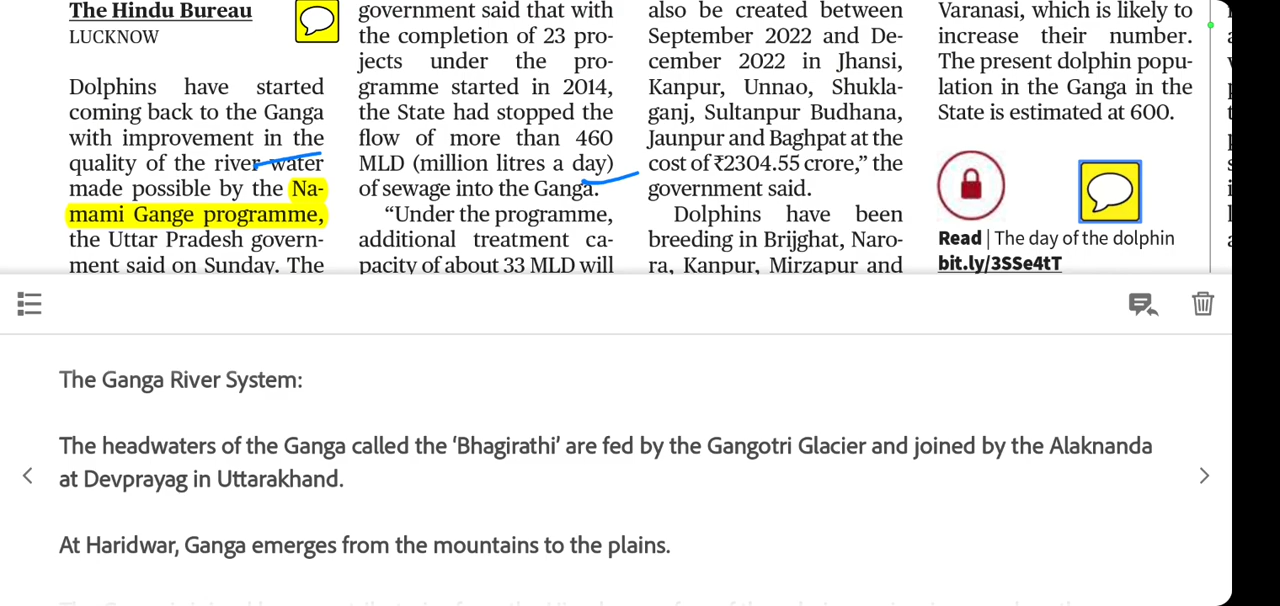 The Hindu Bureau
LUCKNOW
Dolphins have started
coming back to the Ganga
with improvement in the
quality of the river water
made possible by the Na-
mami Gange programme,
the Uttar Pradesh govern-
ment said on Sunday. The
government said that with
the completion of 23 pro-
jects under the pro-
gramme started in 2014,
the State had stopped the
flow of more than 460
MLD (million litres a day)
of sewage into the Ganga.
“Under the programme,
additional treatment ca-
pacity of about 33 MLD will
also be created between
September 2022 and De-
cember 2022 in Jhansi,
Kanpur, Unnao, Shukla-
ganj, Sultanpur Budhana,
Jaunpur and Baghpat at the
cost of ₹2304.55 crore,” the
government said.
Dolphins have been
breeding in Brijghat, Naro-
ra, Kanpur, Mirzapur and
Varanasi, which is likely to
increase their number.
The present dolphin popu-
lation in the Ganga in the
State is estimated at 600.
Read | The day of the dolphin
bit.ly/3SSe4tT
The Ganga River System:
The headwaters of the Ganga called the ‘Bhagirathi’ are fed by the Gangotri Glacier and joined by the Alaknanda
at Devprayag in Uttarakhand.
At Haridwar, Ganga emerges from the mountains to the plains.